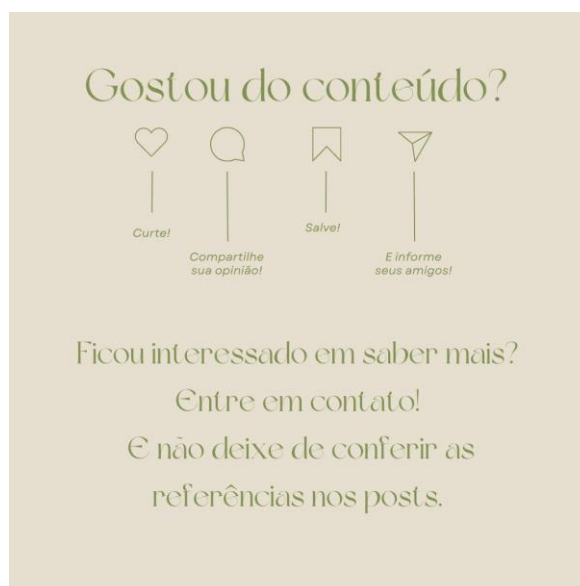 Gostou do conteúdo?
Curte!
Compartilhe
sua opinião!
Salve!
E informe
seus amigos!
Ficou interessado em saber mais?
Entre em contato!
E não deixe de conferir as
referências nos posts.